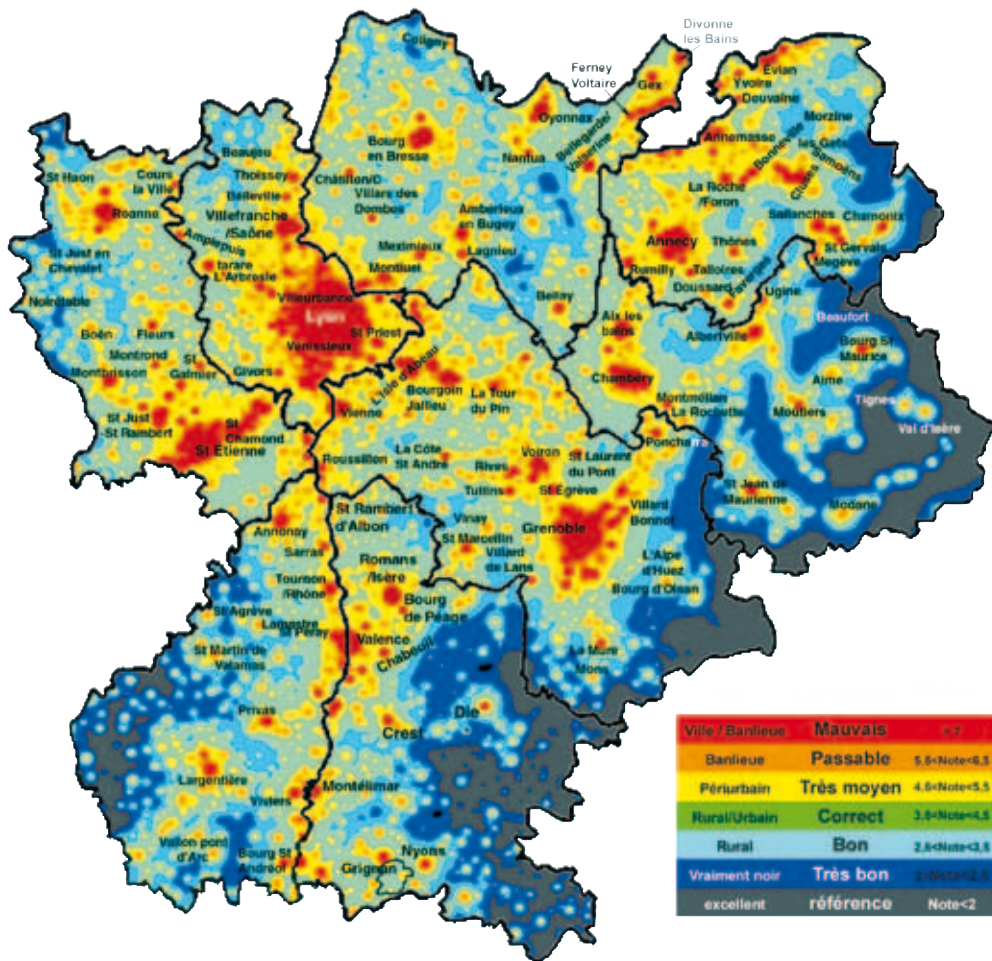 Divonne
les Bains
Coligny
Ferney
Voltaire
Gex
Evian
Yvoire
Douvaine
Oyonnax
Morzine
Bourg
en Bresse
Bellegarde/
Valserine
Annemasse
Bonneville
les Gets
Samoëns
Cluses
Beaujeu
Nantua
St Haon
Cours
la Ville
Thoissey
Châtillon/C
Villars des
Dombes
La Roche
/Foron
Belleville
Roanne
Villefranche
/Saône
Ambérieux
en Bugey
Sallanches
Chamonix
Amplepuis
Annecy
Thônes
St Just en
Chevalet
Meximieux
Lagnieu
St Gervais
Megève
tarare
L'Arbresle
Montluel
Rumilly
Talloires
Doussard
Faverges
Ugine
Noirétable
Villeurbanne
Lyon
Bellay
Aix les
bains
Beaufort
Boën
Fleurs
St Priest
Albertville
Venissieux
Bourg St
Maurice
Montrond
Montbrisson
St
Galmier
Givors
L'Isle d'Abeau
Bourgoin
Jallieu
La Tour
du Pin
Chambéry
Aime
Montmélian
La Rochette
Moûtiers
Tignes
Val d'Isère
St Just
-St Rambert
St
Chamond
St Etienne
Vienne
Poncharra
Roussillon
La Côte
St André
Rives
Voiron
St Laurent
du Pont
Tullins
St Egrève
St Jean de
Maurienne
Modane
Villard
Bonnot
St Rambert
d'Albon
Vinay
Grenoble
Annonay
St Marcellin
Sarras
Romans
/Isère
Villard
de Lans
L'Alpe
d'Huez
Tournon
/Rhône
Bourg d'Oisan
Bourg
de Péage
St Agrève
Lamastre
St Péray
Valence
Chabeuil
St Martin de
Valamas
La Mure
Mens
Privas
Die
Crest
Largentière
Montélimar
Viviers
Vallon pont
d'Arc
Bourg St
Andréol
Nyons
Grignan
Ville / Banlieue Mauvais
Banlieue Passable 5,5<Note<6,5
Périurbain Très moyen 4,5<Note<5,5
Rural/Urbain Correct 3,5<Note<4,5
Rural Bon 2,5<Note<3,5
Vraiment noir Très bon
excellent référence Note<2